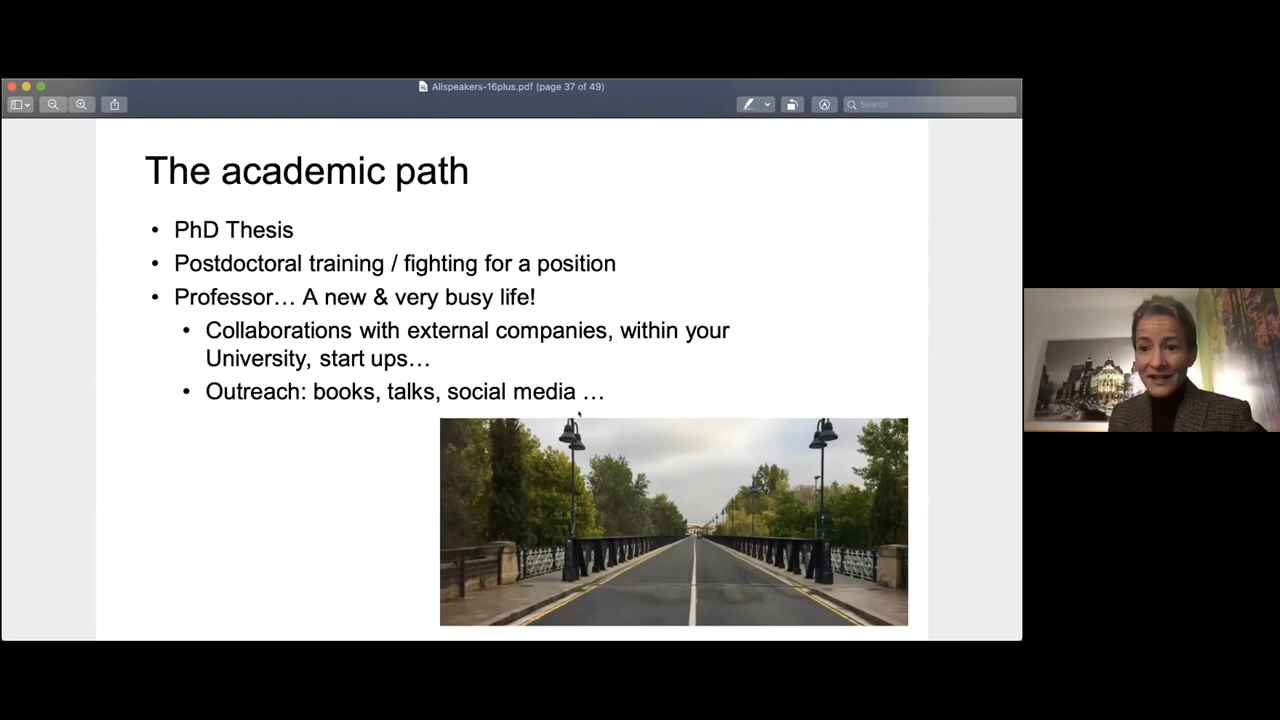 Allspeakers-16plus.pdf (page 37 of 49)
Search
The academic path
• PhD Thesis
• Postdoctoral training / fighting for a position
• Professor… A new & very busy life!
• Collaborations with external companies, within your
University, start ups…
• Outreach: books, talks, social media …